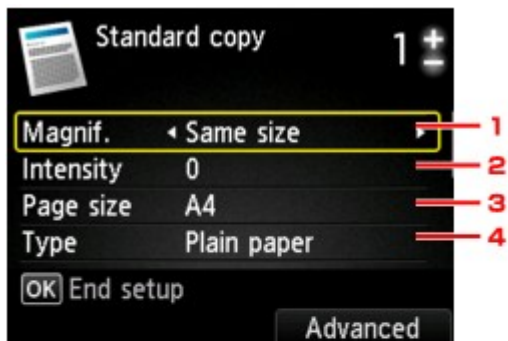 Standard copy 1 + -
Magnif. Same size 1
Intensity 0 2
Page size A4 3
Type Plain paper 4
OK End setup
Advanced